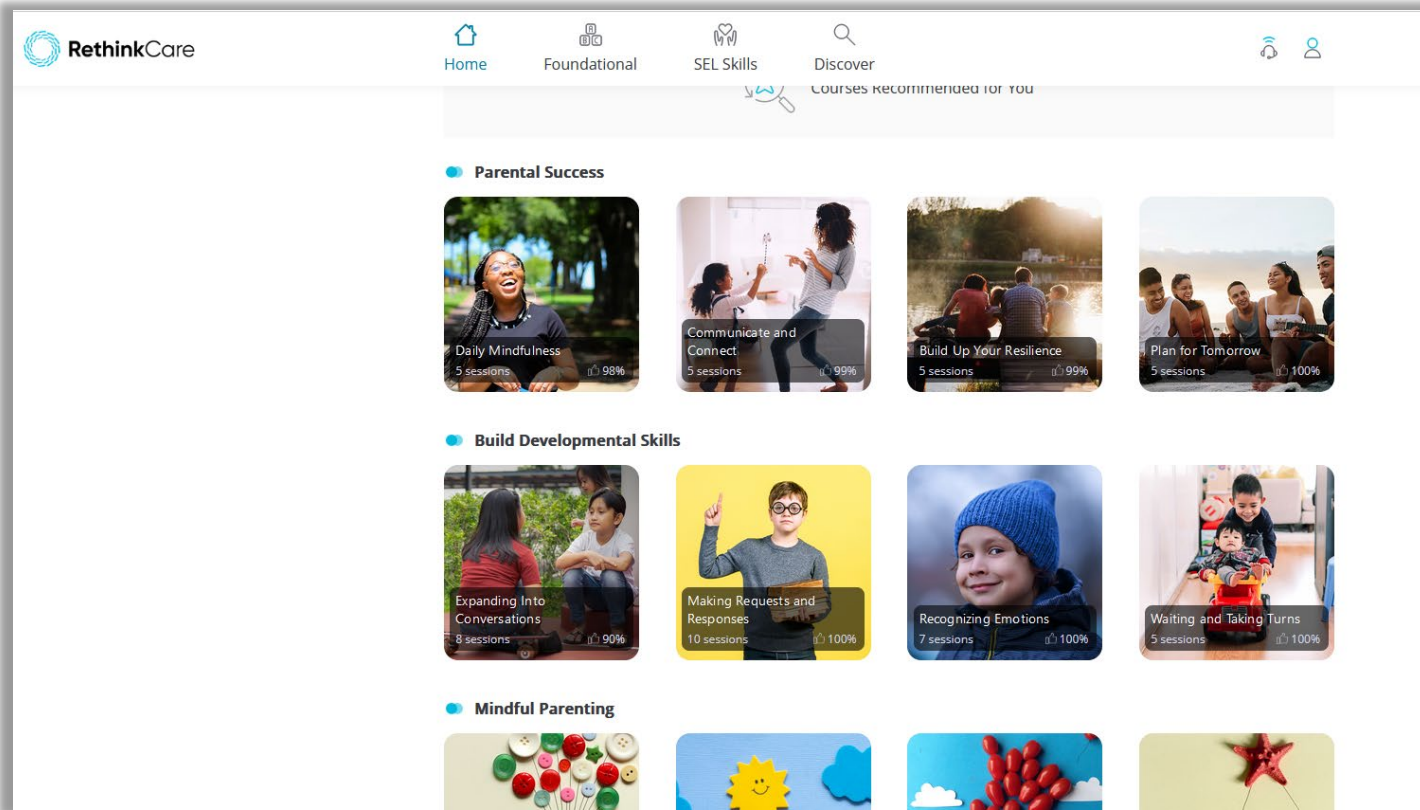 RethinkCare
Home
Foundational
SEL Skills
Discover
Courses Recommended for You
Parental Success
Daily Mindfulness
5 sessions 98%
Communicate and
Connect
5 sessions 99%
Build Up Your Resilience
5 sessions 99%
Plan for Tomorrow
5 sessions 100%
Build Developmental Skills
Expanding Into
Conversations
8 sessions 90%
Making Requests and
Responses
10 sessions 100%
Recognizing Emotions
7 sessions 100%
Waiting and Taking Turns
5 sessions 100%
Mindful Parenting